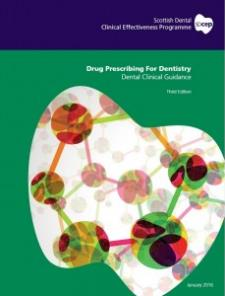 Scottish Dental
Clinical Effectiveness Programme
sdcep
Drug Prescribing For Dentistry
Dental Clinical Guidance
Third Edition
January 2016